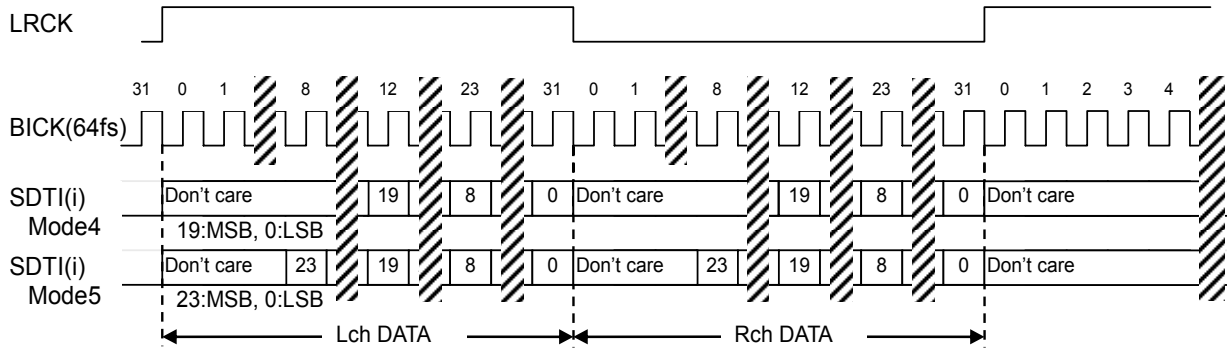 LRCK
31 0 1 8 12 23 31 0 1 8 12 23 31 0 1 2 3 4
BICK(64fs)
SDTI(i) Don't care 19 8 0 Don't care 19 8 0 Don't care
Mode4 19:MSB, 0:LSB
SDTI(i) Don't care 23 19 8 0 Don't care 23 19 8 0 Don't care
Mode5 23:MSB, 0:LSB
Lch DATA Rch DATA